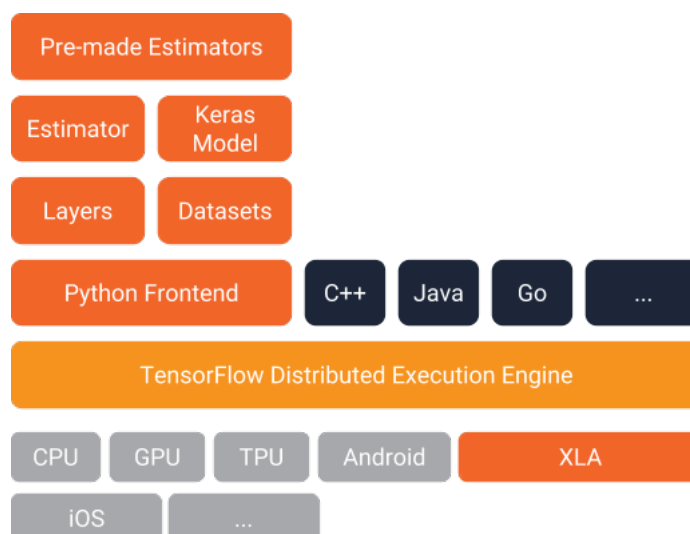 Pre-made Estimators
Estimator
Keras
Model
Layers
Datasets
Python Frontend
C++
Java
Go
...
TensorFlow Distributed Execution Engine
CPU
GPU
TPU
Android
XLA
iOS
...